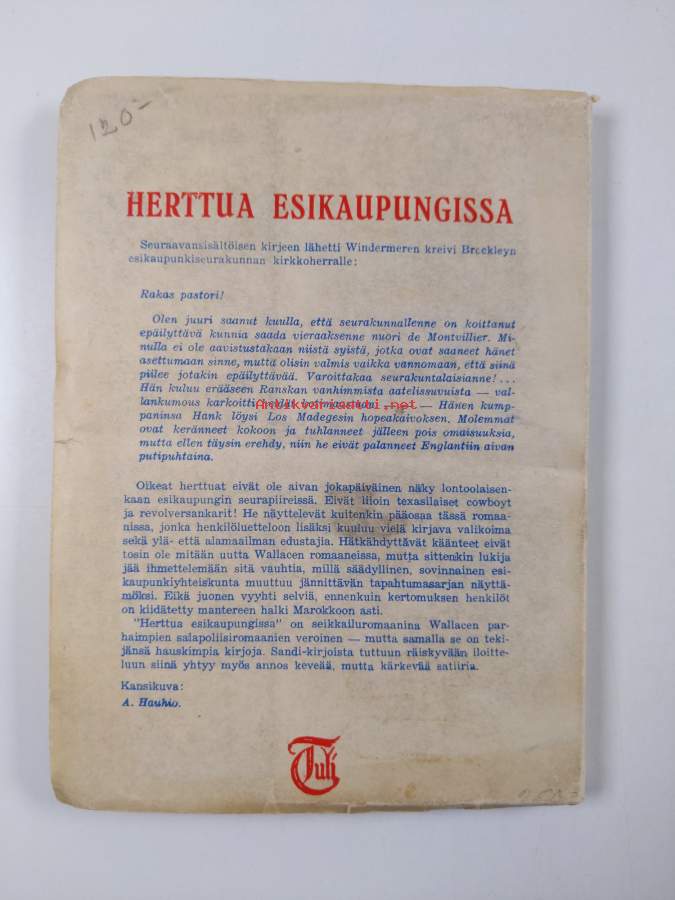 120-
HERTTUA ESIKAUPUNGISSA
Seuraavansisältöisen kirjeen lähetti Windermeren kreivi Brockleyn
esikaupunkiseurakunnan kirkkoherralle:
Rakas pastori!
Olen juuri saanut kuulla, että seurakunnallenne on koittanut
epäilyttävä kunnia saada vieraaksenne nuori de Montvillier. Mi-
nulla ei ole aavistustakaan niistä syistä, jotka ovat saaneet hänet
asettumaan sinne, mutta olisin valmis vaikka vannomaan, että siinä
piilee jotakin epäilyttävää. Varoittakaa seurakuntalaisianne! ...
Hän kuluu erääseen Ranskan vanhimmista aatelissuvuista — val-
lankumous karkoitti heidät kotimaastaan — Hänen kump-
Antikvariaatti.net
paninsa Hank löysi Los Madegesin hopeakaivoksen. Molemmat
ovat keränneet kokoon ja tuhlanneet jälleen pois omaisuuksia,
mutta ellen täysin erehdy, niin he eivät palanneet Englantiin aivan
putipuhtaina.
Oikeat herttuat eivät ole aivan jokapäiväinen näky lontoolaisen-
kaan esikaupungin seurapiireissä. Eivät liioin texasilaiset cowboyt
ja revolversankarit! He näyttelevät kuitenkin pääosaa tässä romaa-
nissa, jonka henkilöluetteloon lisäksi kuuluu vielä kirjava valikoima
sekä ylä- että alamaailman edustajia. Hätkähdyttävät käänteet eivät
tosin ole mitään uutta Wallacen romaaneissa, mutta sittenkin lukija
jää ihmettelemään sitä vauhtia, millä säädyllinen, sovinnainen esi-
kaupunkiyhteiskunta muuttuu jännittävän tapahtumasarjan näyttä-
möksi. Eikä juonen vyyhti selviä, ennenkuin kertomuksen henkilöt
on kiidätetty mantereen halki Marokkoon asti.
"Herttua esikaupungissa" on seikkailuromaanina Wallacen par-
haimpien salapoliisiromaanien veroinen — mutta samalla se on teki-
jänsä hauskimpia kirjoja. Sandi-kirjoista tuttuun räiskyvään iloitte-
luun siinä yhtyy myös annos keveää, mutta kärkevää satiiria.
Kansikuva:
A. Hauhio.
Tuli